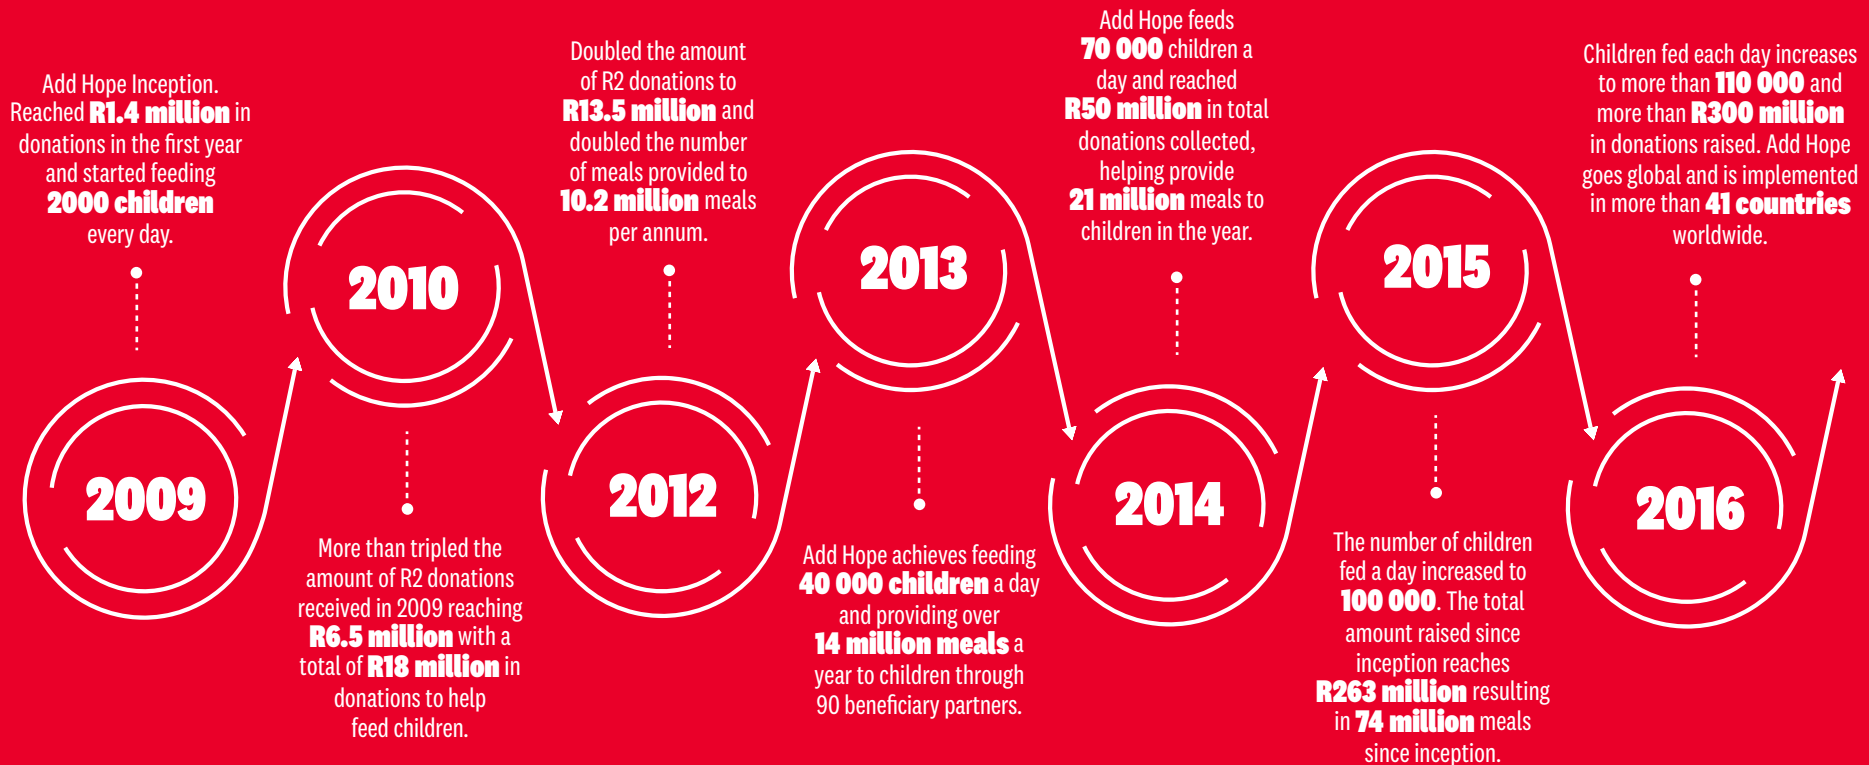 Add Hope Inception.
Reached R1.4 million in
donations in the first year
and started feeding
2000 children
every day.
2009
2010
More than tripled the
amount of R2 donations
received in 2009 reaching
R6.5 million with a
total of R18 million in
donations to help
feed children.
Doubled the amount
of R2 donations to
R13.5 million and
doubled the number
of meals provided to
10.2 million meals
per annum.
2012
2013
Add Hope achieves feeding
40 000 children a day
and providing over
14 million meals a
year to children through
90 beneficiary partners.
Add Hope feeds
70 000 children a
day and reached
R50 million in total
donations collected,
helping provide
21 million meals to
children in the year.
2014
2015
The number of children
fed a day increased to
100 000. The total
amount raised since
inception reaches
R263 million resulting
in 74 million meals
since inception.
Children fed each day increases
to more than 110 000 and
more than R300 million
in donations raised. Add Hope
goes global and is implemented
in more than 41 countries
worldwide.
2016